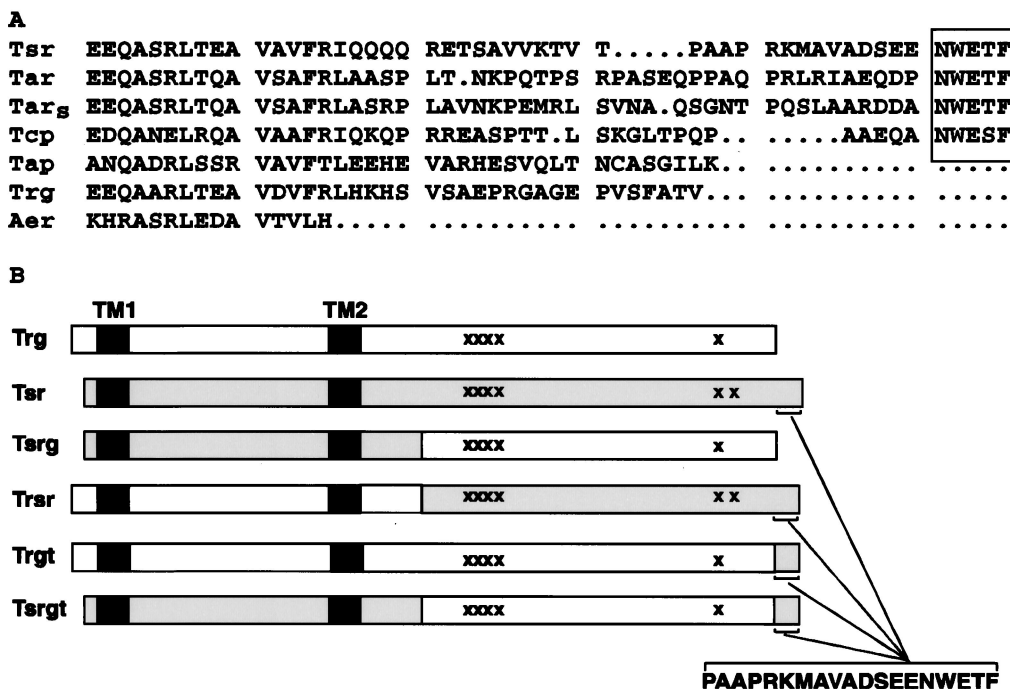 A
Tsr EEQASRLTEA VAVFRIQQQQ RETSAVVKTV T.....PAAP RKMAVADSEE NWETF
Tar EEQASRLTQA VSAFRLAASP LT.NKPQTPS RPASEQPPAQ PRLRIAEQDP NWETF
TarS EEQASRLTQA VSAFRLASRP LAVNKPEMRL SVNA.QSGNT PQSLAARDDA NWETF
Tcp EDQANELRQA VAAFRIQKQP RREASPTT.L SKGLTPQP.. .....AAEQA NWESF
Tap ANQADRLSSR VAVFTLEEHE VARHESVQLT NCASGILK.. .......... .....
Trg EEQAARLTEA VDVFRLHKHS VSAEPRGAGE PVSFATV... .......... .....
Aer KHRASRLEDA VTVLH..... .......... .......... .......... .....
B
TM1 TM2
Trg xxxx x
Tsr xxxx x x
Tsrg xxxx x
Trsr xxxx x x
Trgt xxxx x
Tsrgt xxxx x
PAAPRKMAVADSEENWETF